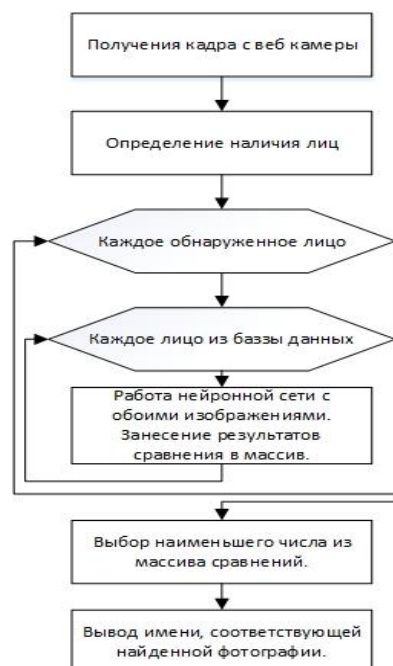 Получения кадра с веб камеры
Определение наличия лиц
Каждое обнаруженное лицо
Каждое лицо из баззы данных
Работа нейронной сети с
обоими изображениями.
Занесение результатов
сравнения в массив.
Выбор наименьшего числа из
массива сравнений.
Вывод имени, соответствующей
найденной фотографии.